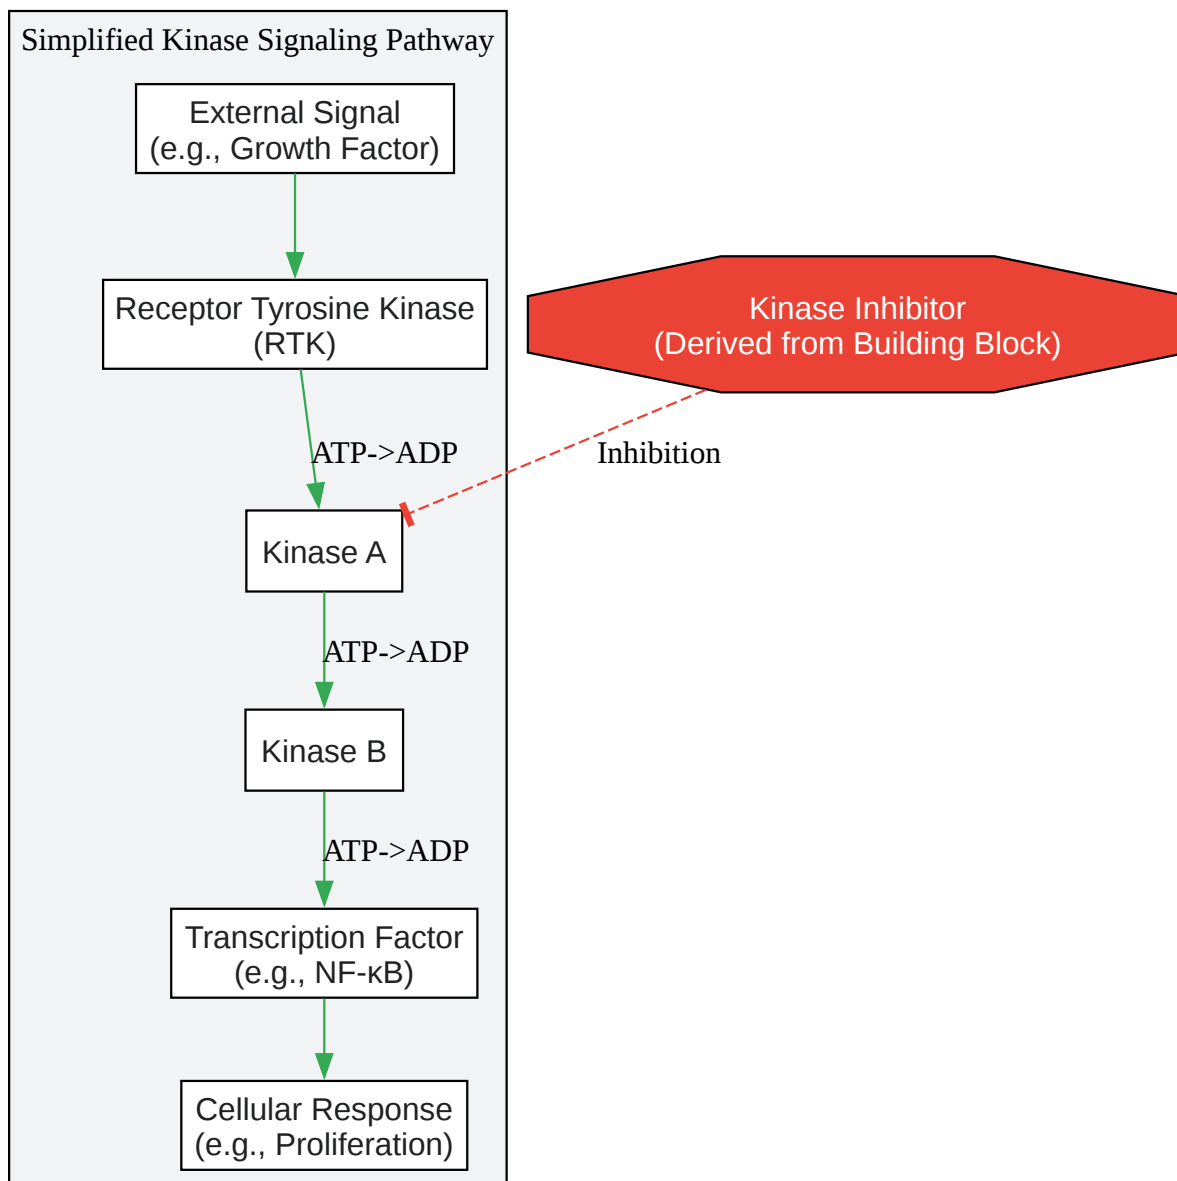 Simplified Kinase Signaling Pathway
External Signal
(e.g., Growth Factor)
Receptor Tyrosine Kinase
(RTK)
Kinase Inhibitor
(Derived from Building Block)
ATP->ADP
Inhibition
Kinase A
ATP->ADP
Kinase B
ATP->ADP
Transcription Factor
(e.g., NF-κB)
Cellular Response
(e.g., Proliferation)